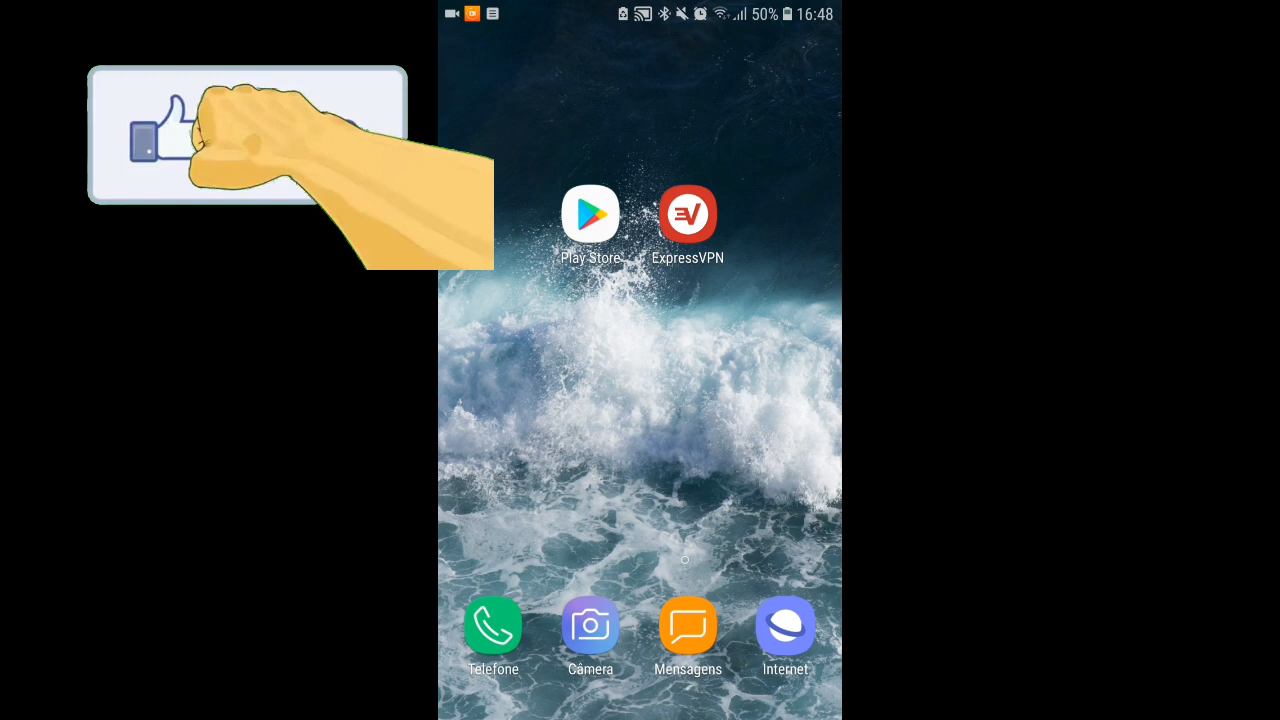 50% 16:48
Play Store
ExpressVPN
Telefone
Câmera
Mensagens
Internet